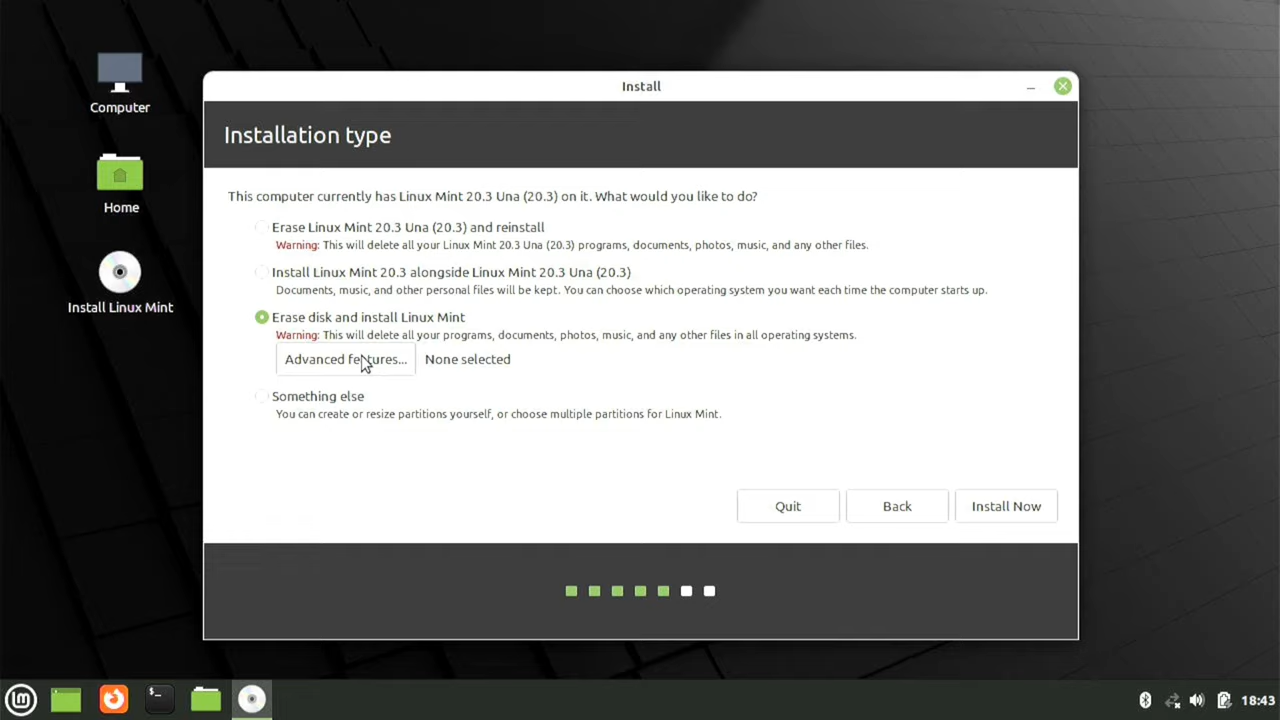 Computer
Home
Install Linux Mint
Install
Installation type
This computer currently has Linux Mint 20.3 Una (20.3) on it. What would you like to do?
Erase Linux Mint 20.3 Una (20.3) and reinstall
Warning: This will delete all your Linux Mint 20.3 Una (20.3) programs, documents, photos, music, and any other files.
Install Linux Mint 20.3 alongside Linux Mint 20.3 Una (20.3)
Documents, music, and other personal files will be kept. You can choose which operating system you want each time the computer starts up.
Erase disk and install Linux Mint
Warning: This will delete all your programs, documents, photos, music, and any other files in all operating systems.
Advanced features... None selected
Something else
You can create or resize partitions yourself, or choose multiple partitions for Linux Mint.
Quit Back Install Now
$_ 18:43